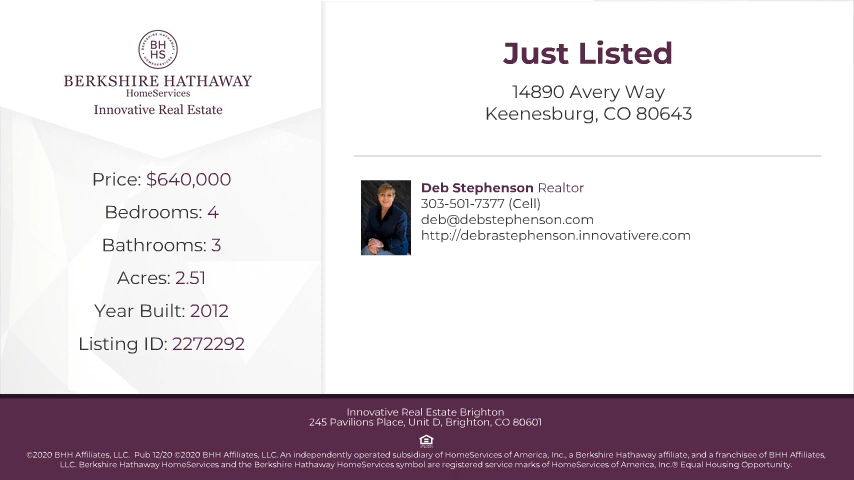 BH
HS
BERKSHIRE HATHAWAY
HomeServices
Innovative Real Estate
Price: $640,000
Bedrooms: 4
Bathrooms: 3
Acres: 2.51
Year Built: 2012
Listing ID: 2272292
Just Listed
14890 Avery Way
Keenesburg, CO 80643
Deb Stephenson Realtor
303-501-7377 (Cell)
deb@debstephenson.com
http://debrastephenson.innovativere.com
Innovative Real Estate Brighton
245 Pavilions Place, Unit D, Brighton, CO 80601
©2020 BHH Affiliates, LLC. Pub 12/20 ©2020 BHH Affiliates, LLC. An independently operated subsidiary of HomeServices of America, Inc., a Berkshire Hathaway affiliate, and a franchisee of BHH Affiliates,
LLC. Berkshire Hathaway HomeServices and the Berkshire Hathaway HomeServices symbol are registered service marks of HomeServices of America, Inc.® Equal Housing Opportunity.